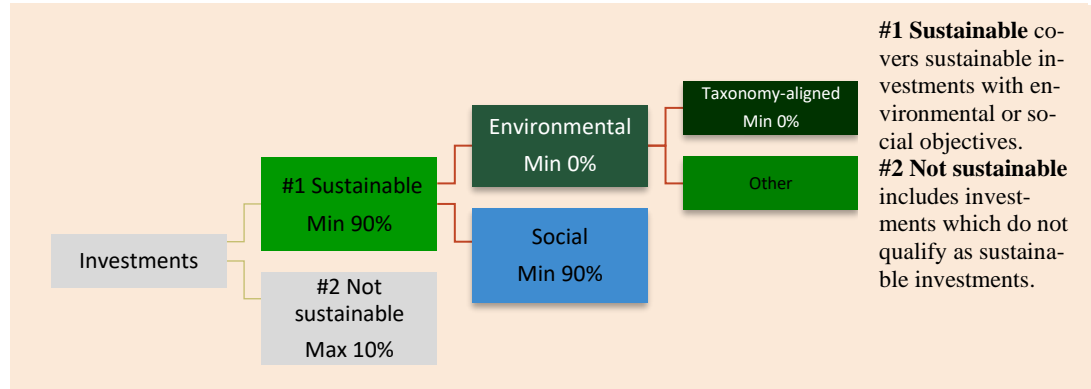 Investments
#1 Sustainable
Min 90%
#2 Not
sustainable
Max 10%
Environmental
Min 0%
Social
Min 90%
Taxonomy-aligned
Min 0%
Other
#1 Sustainable co-
vers sustainable in-
vestments with en-
vironmental or so-
cial objectives.
#2 Not sustainable
includes invest-
ments which do not
qualify as sustaina-
ble investments.